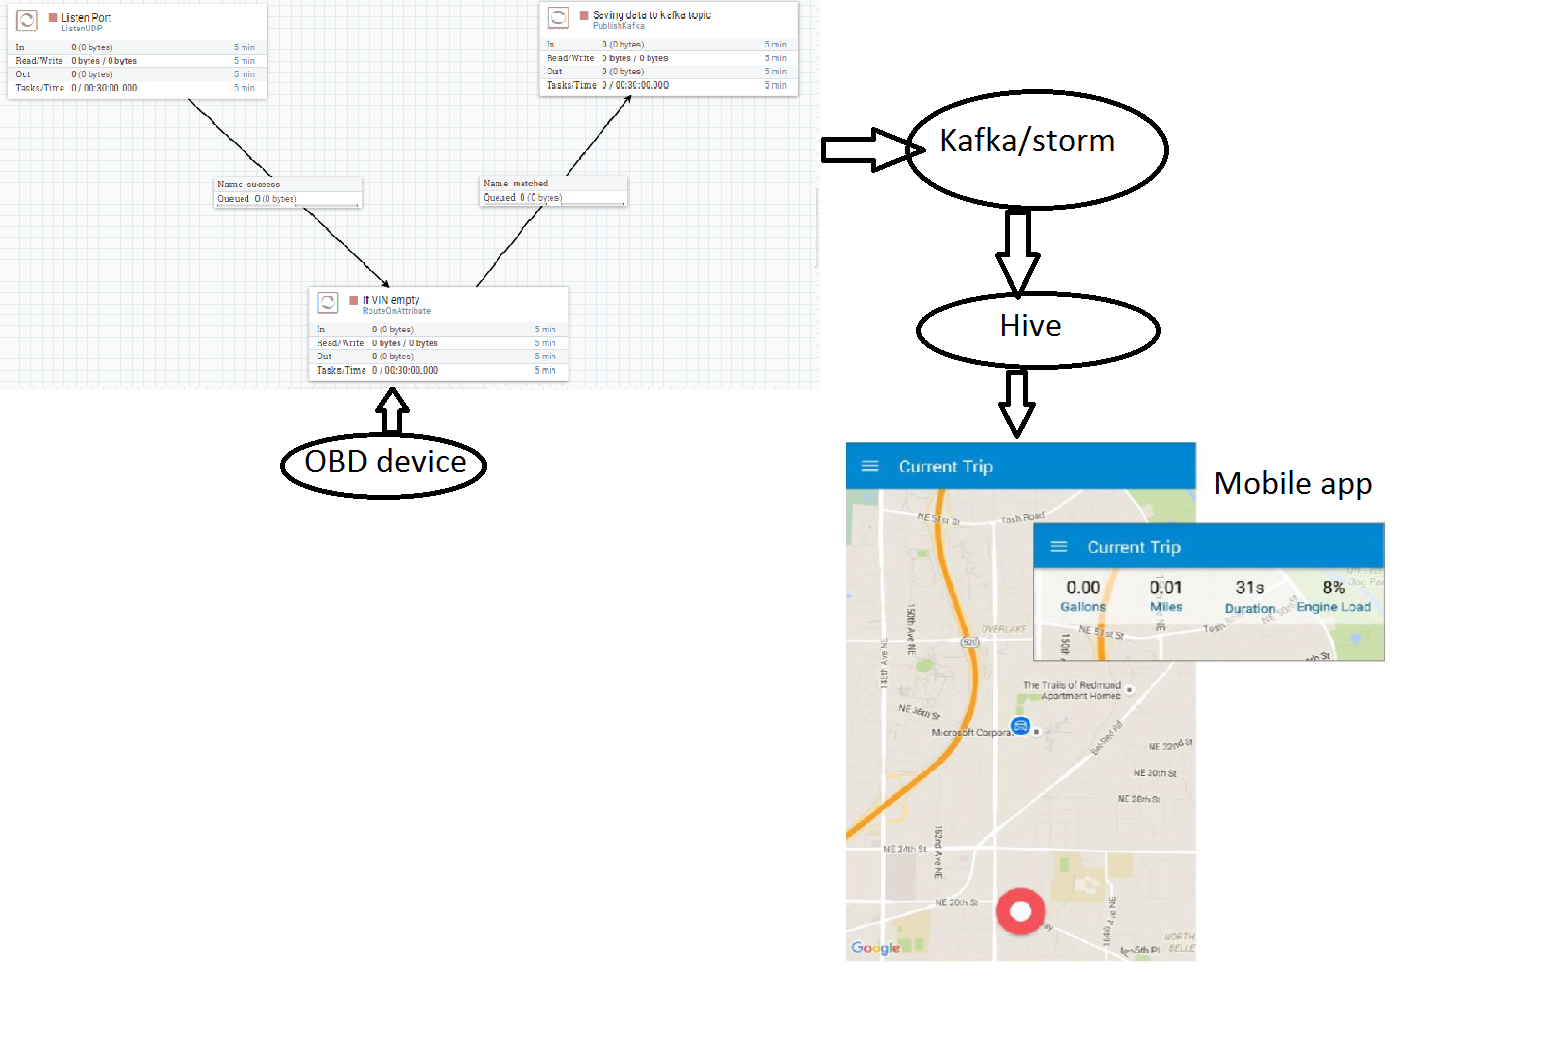 Listen Port
ListenUDP
In 0 (0 bytes) 5 min
Read/Write 0 bytes / 0 bytes 5 min
Out 0 (0 bytes) 5 min
Tasks/Time 0 / 00:30:00.000 5 min
Saving data to kafka topic
PublishKafka
In 0 (0 bytes) 5 min
Read/Write 0 bytes / 0 bytes 5 min
Out 0 (0 bytes) 5 min
Tasks/Time 0 / 00:30:00.000 5 min
Name success
Queued 0 (0 bytes)
Name matched
Queued 0 (0 bytes)
If VIN empty
RouteOnAttribute
In 0 (0 bytes) 5 min
Read/Write 0 bytes / 0 bytes 5 min
Out 0 (0 bytes) 5 min
Tasks/Time 0 / 00:30:00.000 5 min
OBD device
Kafka/storm
Hive
Mobile app
Current Trip
NE 51st St
Tosh Road
Current Trip
0.00 0.01 31s 8%
Gallons Miles Duration Engine Load
Dog
NE 51st St
Tosh
NE 50th St
150th Ave NE
148th Ave NE
OVERLAKE
520
The Trails of Redmond
Apartment Homes
NE 36th St
Microsoft Corpora
Bel-Red Rd
NE 32nd St
NE 30th St
NE 28th St
152nd Ave NE
NE 24th St
NE 20th St
164th Ave NE
NORTH
BELLE
Google